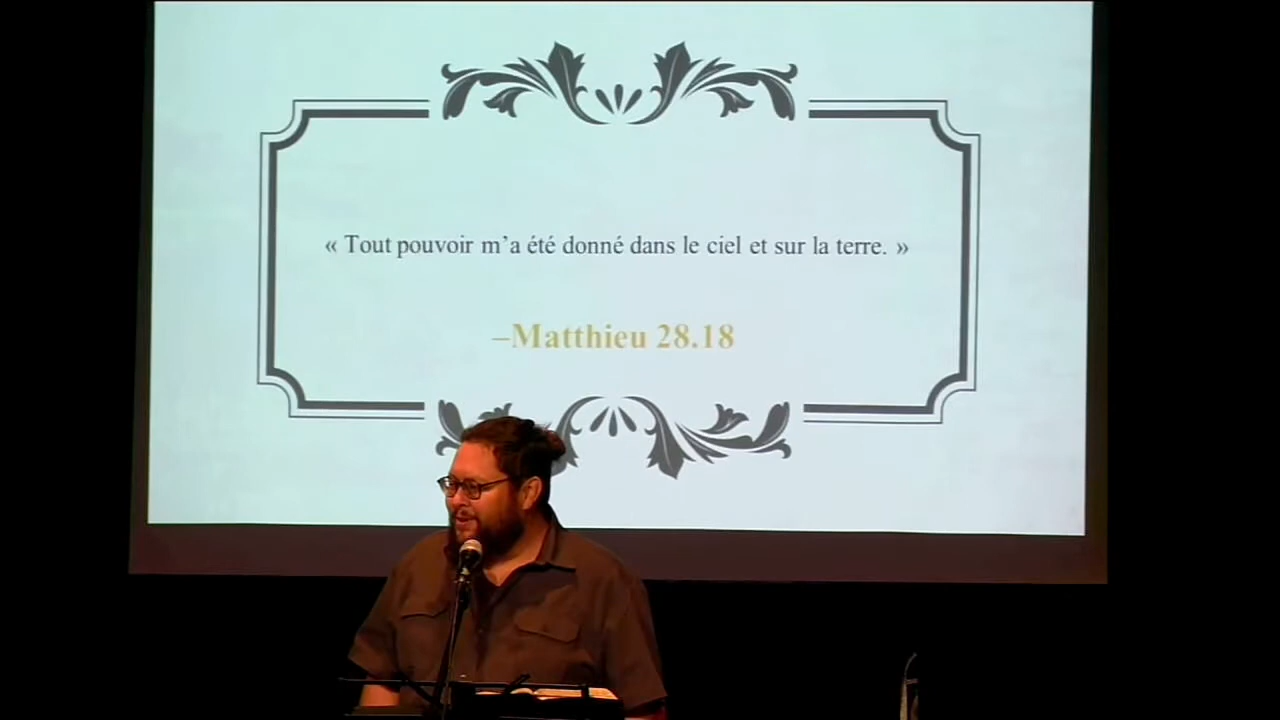 « Tout pouvoir m’a été donné dans le ciel et sur la terre. »
–Matthieu 28.18